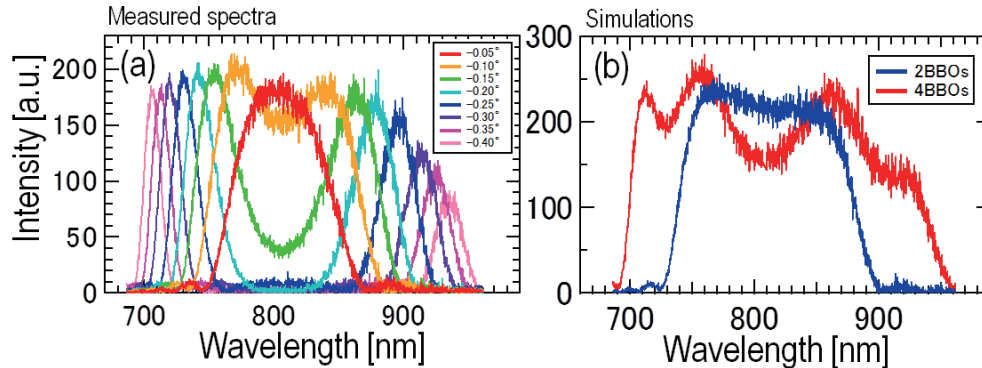 Measured spectra
Simulations
(a)
−0.05°
−0.10°
−0.15°
−0.20°
−0.25°
−0.30°
−0.35°
−0.40°
200
150
100
50
0
700
800
900
Intensity [a.u.]
Wavelength [nm]
(b)
2BBOs
4BBOs
300
200
100
0
700
800
900
Wavelength [nm]